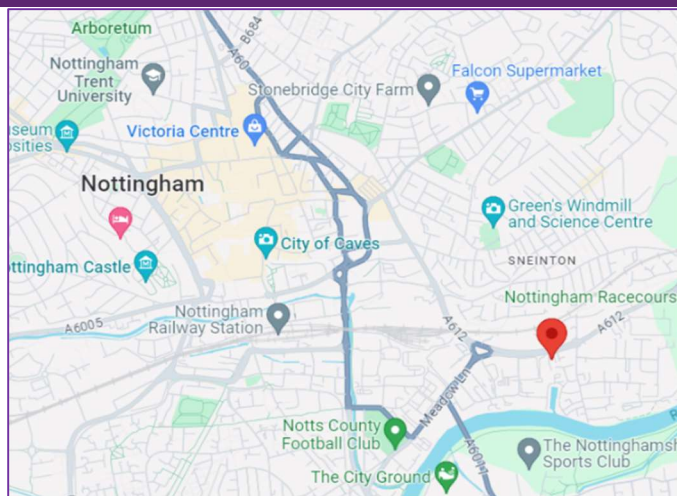 Arboretum
B684
A60
Nottingham
Trent
University
Stonebridge City Farm
Falcon Supermarket
useum
osities
Victoria Centre
Nottingham
Green's Windmill
and Science Centre
City of Caves
ottingham Castle
SNEINTON
Nottingham Racecours
Nottingham
Railway Station
A6005
A612
A612
Meadow Ln
Notts County
Football Club
A6011
The Nottinghamsh
Sports Club
The City Ground